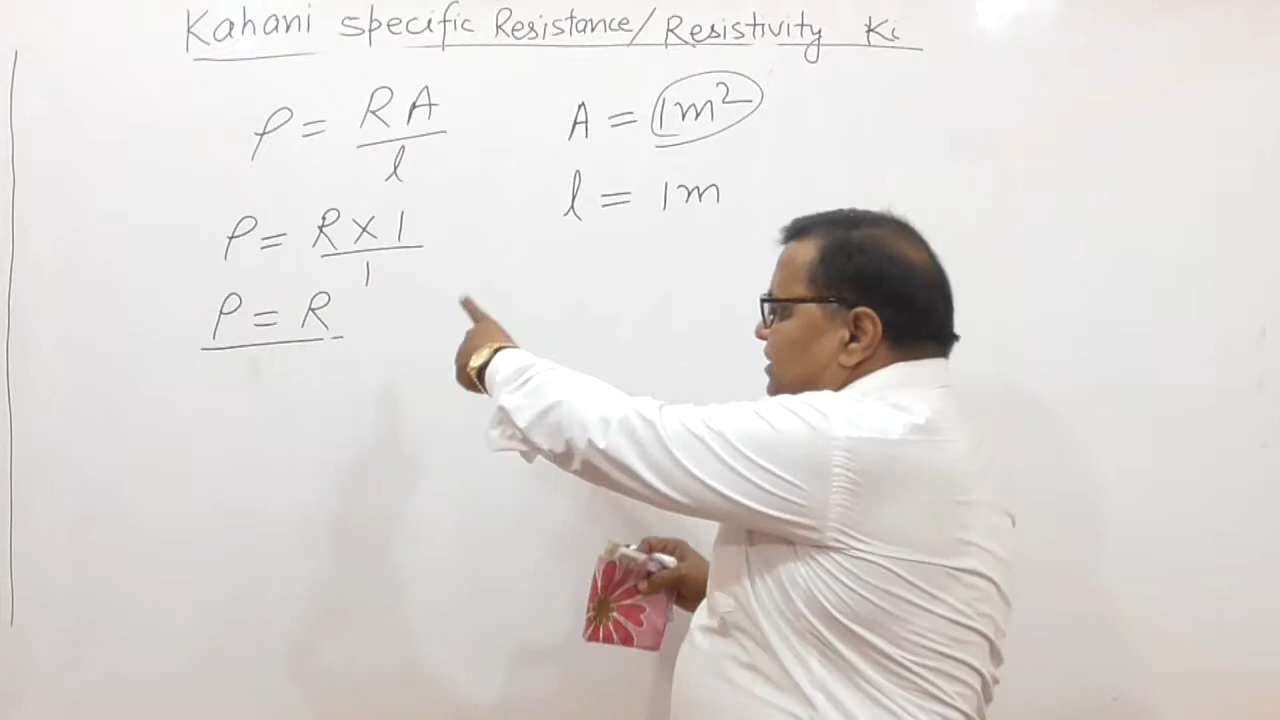 Kahani specific Resistance/Resistivity Ki
ρ = RA/l
A = 1m²
l = 1m
ρ = R×1/1
ρ = R